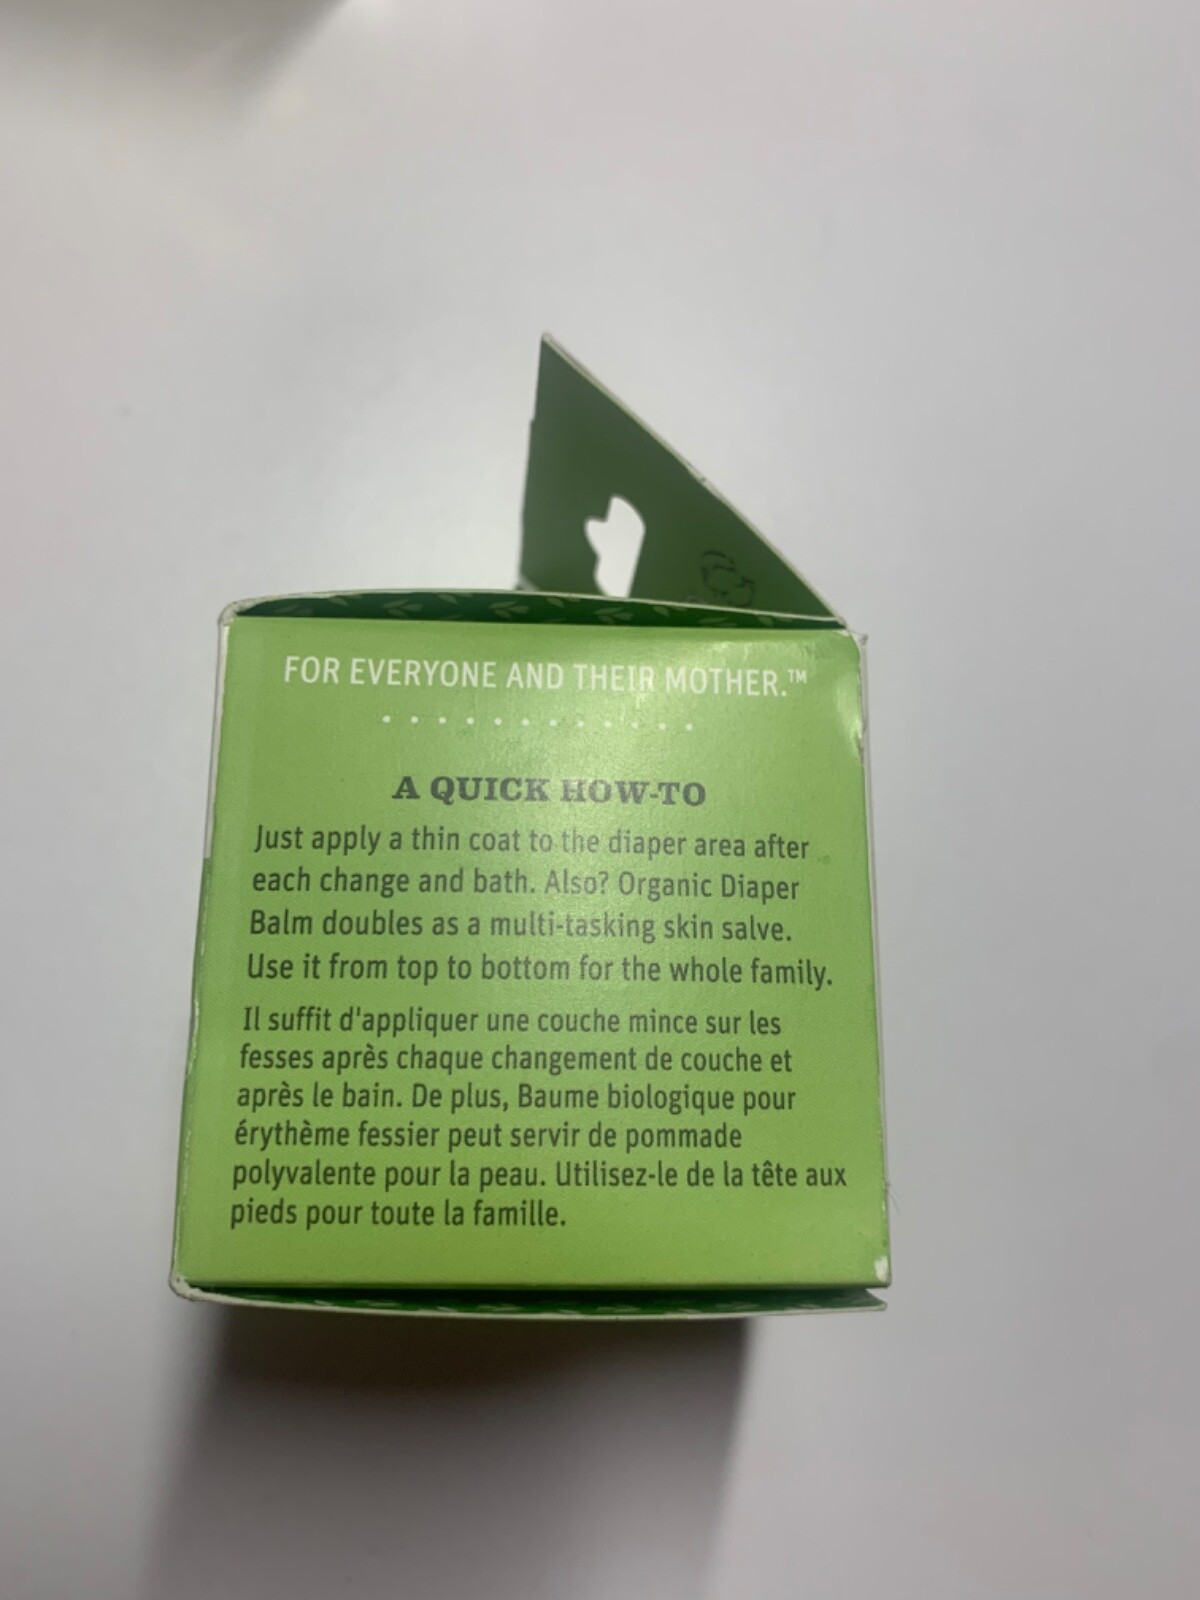 FOR EVERYONE AND THEIR MOTHER.™
A QUICK HOW-TO
Just apply a thin coat to the diaper area after
each change and bath. Also? Organic Diaper
Balm doubles as a multi-tasking skin salve.
Use it from top to bottom for the whole family.
Il suffit d'appliquer une couche mince sur les
fesses après chaque changement de couche et
après le bain. De plus, Baume biologique pour
érythème fessier peut servir de pommade
polyvalente pour la peau. Utilisez-le de la tête aux
pieds pour toute la famille.